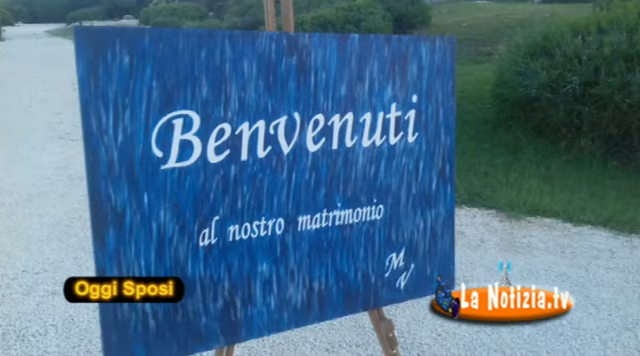 Benvenuti
al nostro matrimonio
M
V
Oggi Sposi
La Notizia.tv